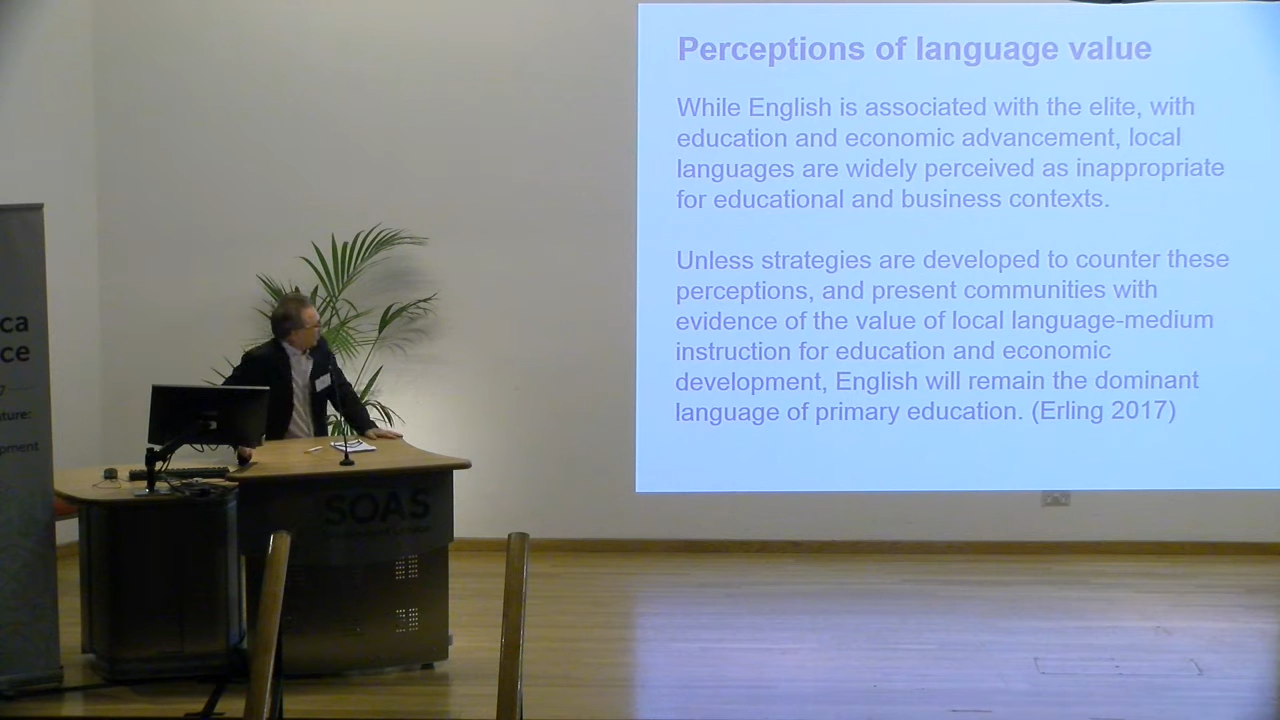 Perceptions of language value
While English is associated with the elite, with
education and economic advancement, local
languages are widely perceived as inappropriate
for educational and business contexts.
Unless strategies are developed to counter these
perceptions, and present communities with
evidence of the value of local language-medium
instruction for education and economic
development, English will remain the dominant
language of primary education. (Erling 2017)
ca
ce
7
ture:
pment
SOAS